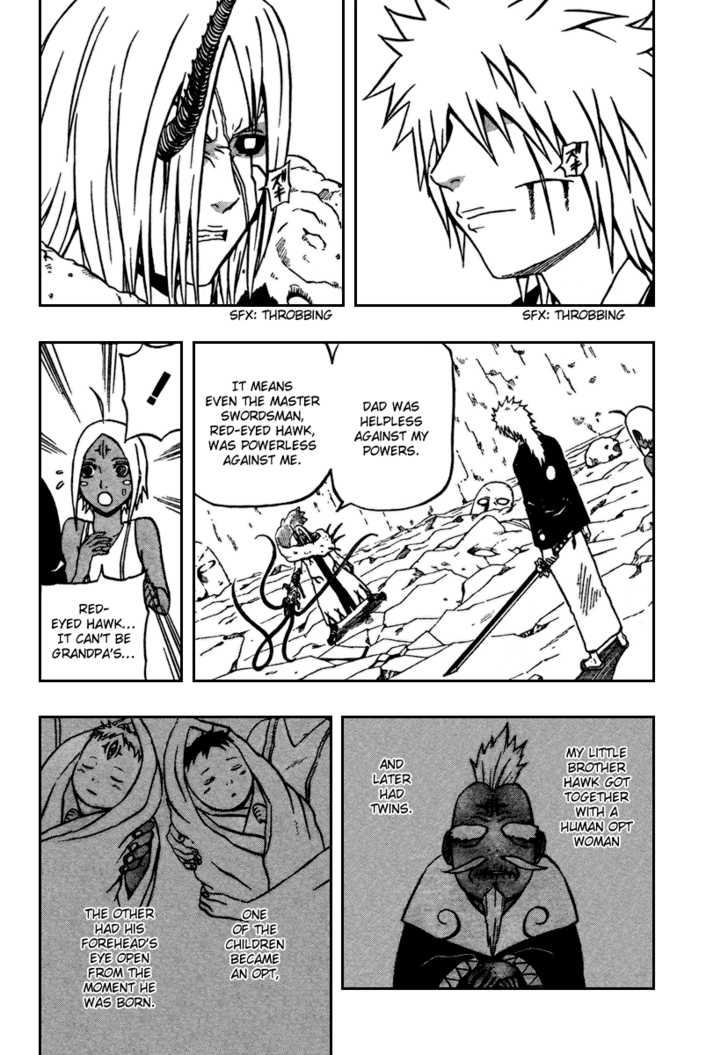 SFX: THROBBING
SFX: THROBBING
DAD WAS
HELPLESS
AGAINST MY
POWERS.
IT MEANS
EVEN THE MASTER
SWORDSMAN,
RED-EYED HAWK,
WAS POWERLESS
AGAINST ME.
!
RED-
EYED HAWK...
IT CAN'T BE
GRANDPA'S...
MY LITTLE
BROTHER
HAWK GOT
TOGETHER
WITH A
HUMAN OPT
WOMAN
AND
LATER
HAD
TWINS.
ONE
OF THE
CHILDREN
BECAME
AN OPT,
THE OTHER
HAD HIS
FOREHEAD'S
EYE OPEN
FROM THE
MOMENT HE
WAS BORN.